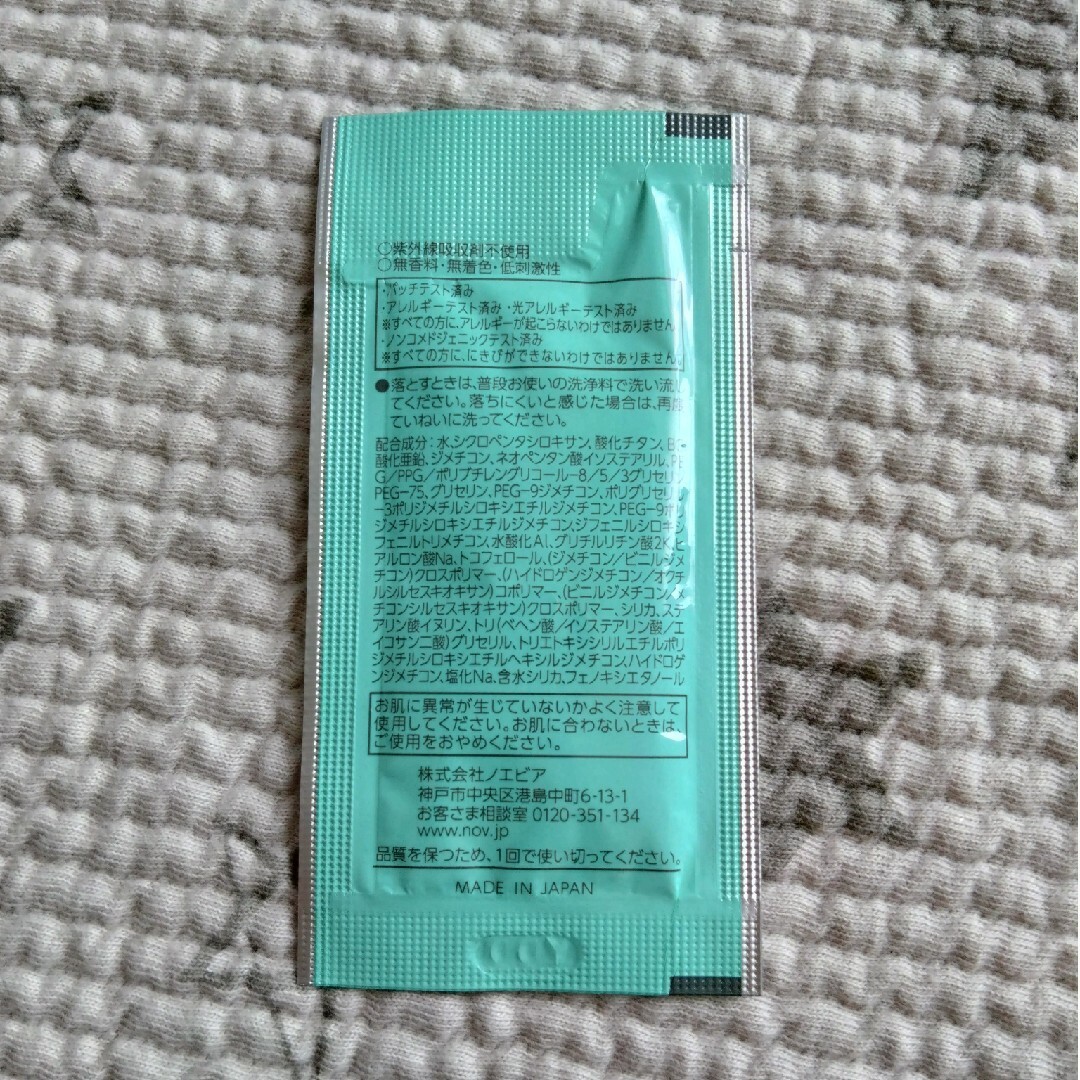 ○紫外線吸収剤不使用
○無香料・無着色・低刺激性
・パッチテスト済み
・アレルギーテスト済み・光アレルギーテスト済み
※すべての方に、アレルギーが起こらないわけではありません。
・ノンコメドジェニックテスト済み
※すべての方に、にきびができないわけではありません。
●落とすときは、普段お使いの洗浄料で洗い流し
てください。落ちにくいと感じた場合は、再度
ていねいに洗ってください。
配合成分：水、シクロペンタシロキサン、酸化チタン、BG、
酸化亜鉛、ジメチコン、ネオペンタン酸イソステアリル、PE
G／PPG／ポリブチレングリコール-8／5／3グリセリン、
PEG-75、グリセリン、PEG-9ジメチコン、ポリグリセリル
-3ポリジメチルシロキシエチルジメチコン、PEG-9ポリ
ジメチルシロキシエチルジメチコン、ジフェニルシロキシ
フェニルトリメチコン、水酸化Al、グリチルリチン酸2K、ヒ
アルロン酸Na、トコフェロール、(ジメチコン／ビニルジメ
チコン)クロスポリマー、(ハイドロゲンジメチコン／オクチ
ルシルセスキオキサン)コポリマー、(ビニルジメチコン／メ
チコンシルセスキオキサン)クロスポリマー、シリカ、ステ
アリン酸イヌリン、トリ(ベヘン酸／イソステアリン酸／エ
イコサン二酸)グリセリル、トリエトキシシリルエチルポリ
ジメチルシロキシエチルヘキシルジメチコン、ハイドロゲ
ンジメチコン、塩化Na、含水シリカ、フェノキシエタノール
お肌に異常が生じていないかよく注意して
使用してください。お肌に合わないときは、
ご使用をおやめください。
株式会社ノエビア
神戸市中央区港島中町6-13-1
お客さま相談室 0120-351-134
www.nov.jp
品質を保つため、1回で使い切ってください。
MADE IN JAPAN